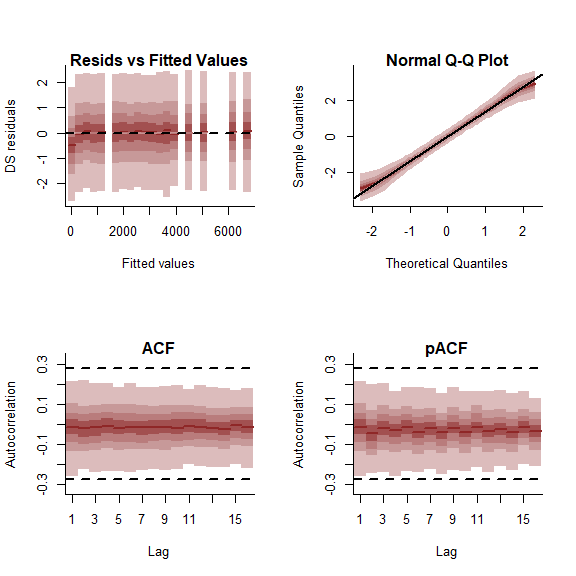 Resids vs Fitted Values
DS residuals
2
1
0
-1
-2
0 2000 4000 6000
Fitted values
Normal Q-Q Plot
Sample Quantiles
2
0
-2
-2 -1 0 1 2
Theoretical Quantiles
ACF
Autocorrelation
0.3
0.1
-0.1
-0.3
1 3 5 7 9 11 15
Lag
pACF
Autocorrelation
0.3
0.1
-0.1
-0.3
1 3 5 7 9 11 15
Lag